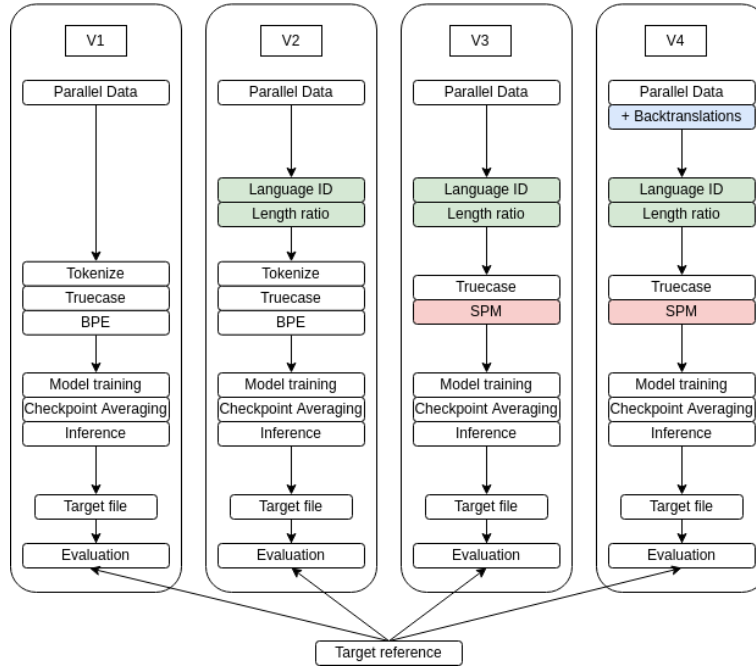 V1
Parallel Data
Tokenize
Truecase
BPE
Model training
Checkpoint Averaging
Inference
Target file
Evaluation
V2
Parallel Data
Language ID
Length ratio
Tokenize
Truecase
BPE
Model training
Checkpoint Averaging
Inference
Target file
Evaluation
V3
Parallel Data
Language ID
Length ratio
Truecase
SPM
Model training
Checkpoint Averaging
Inference
Target file
Evaluation
V4
Parallel Data
+ Backtranslations
Language ID
Length ratio
Truecase
SPM
Model training
Checkpoint Averaging
Inference
Target file
Evaluation
Target reference